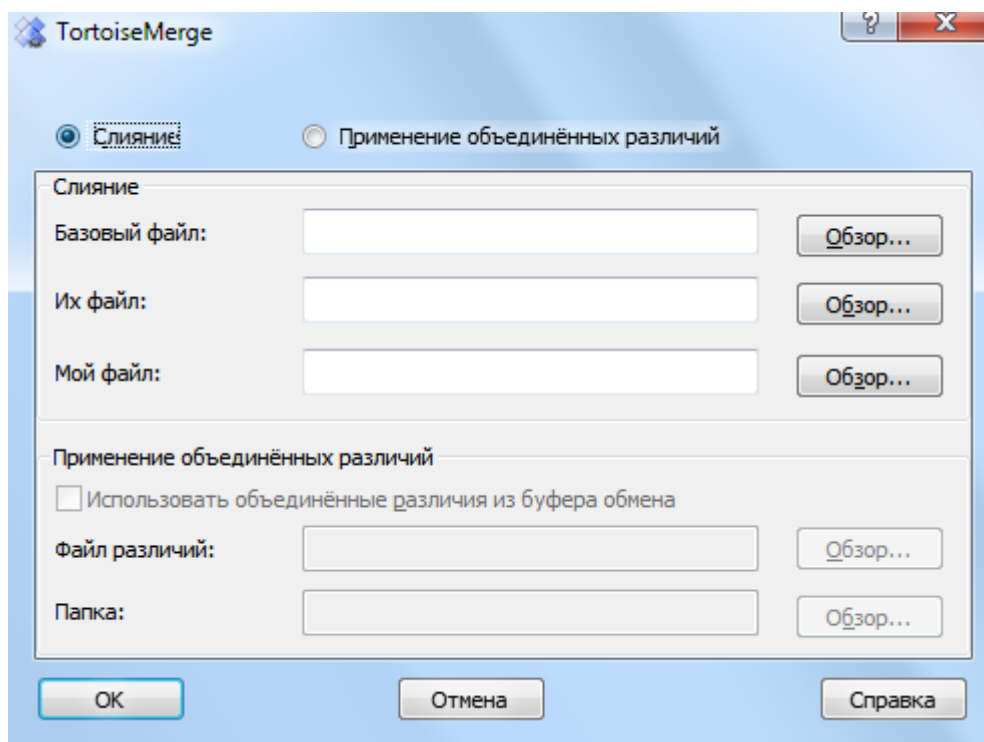 TortoiseMerge
Слияние Применение объединённых различий
Слияние
Базовый файл: Обзор...
Их файл: Обзор...
Мой файл: Обзор...
Применение объединённых различий
Использовать объединённые различия из буфера обмена
Файл различий: Обзор...
Папка: Обзор...
ОК Отмена Справка